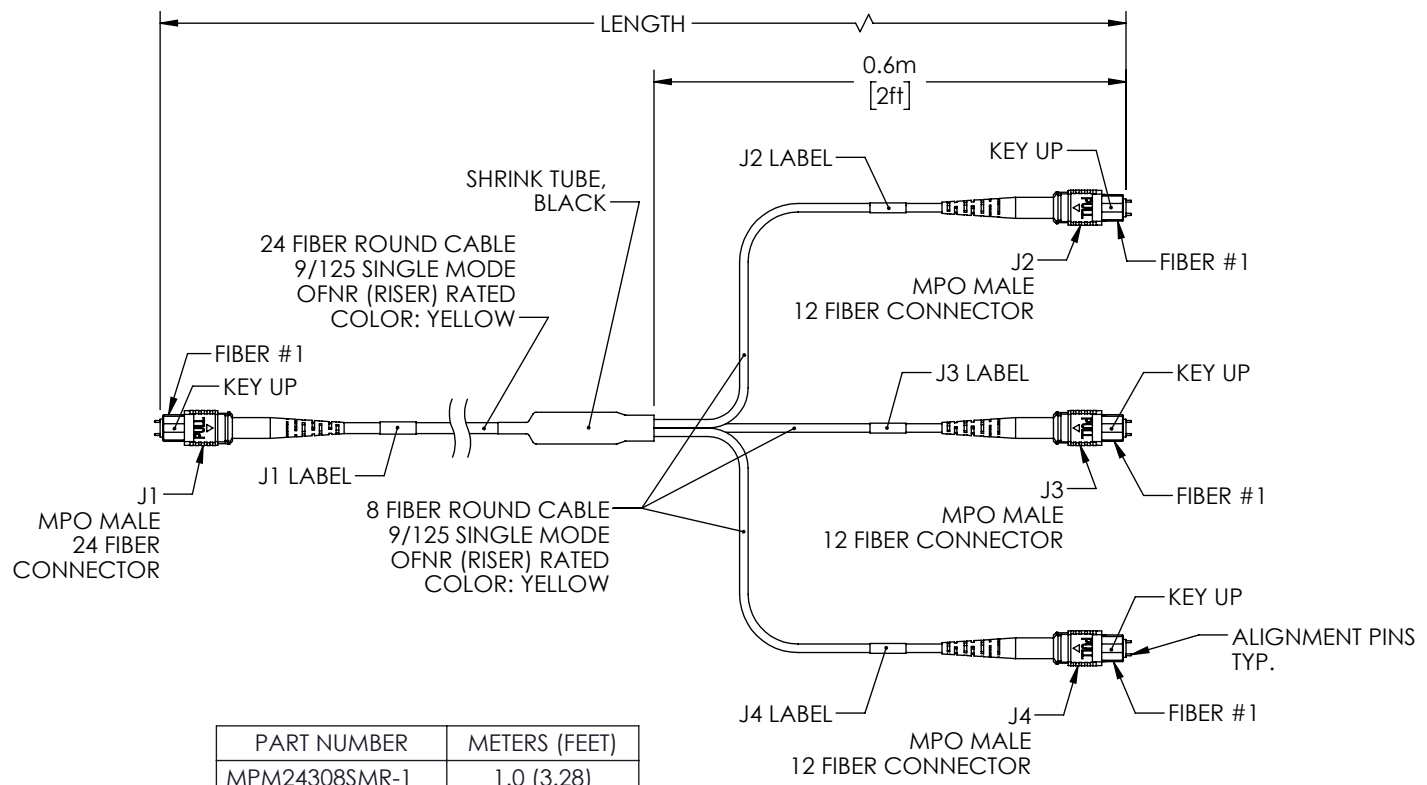 LENGTH
0.6m
[2ft]
J2 LABEL
KEY UP
SHRINK TUBE,
BLACK
24 FIBER ROUND CABLE
9/125 SINGLE MODE
OFNR (RISER) RATED
COLOR: YELLOW
J2
MPO MALE
12 FIBER CONNECTOR
FIBER #1
PULL
FIBER #1
KEY UP
J3 LABEL
KEY UP
PULL
PULL
J1 LABEL
J1
MPO MALE
24 FIBER
CONNECTOR
8 FIBER ROUND CABLE
9/125 SINGLE MODE
OFNR (RISER) RATED
COLOR: YELLOW
J3
MPO MALE
12 FIBER CONNECTOR
FIBER #1
KEY UP
ALIGNMENT PINS
TYP.
PULL
J4 LABEL
J4
MPO MALE
12 FIBER CONNECTOR
FIBER #1
PART NUMBER METERS (FEET)
MPM24308SMR-1 1.0 (3.28)